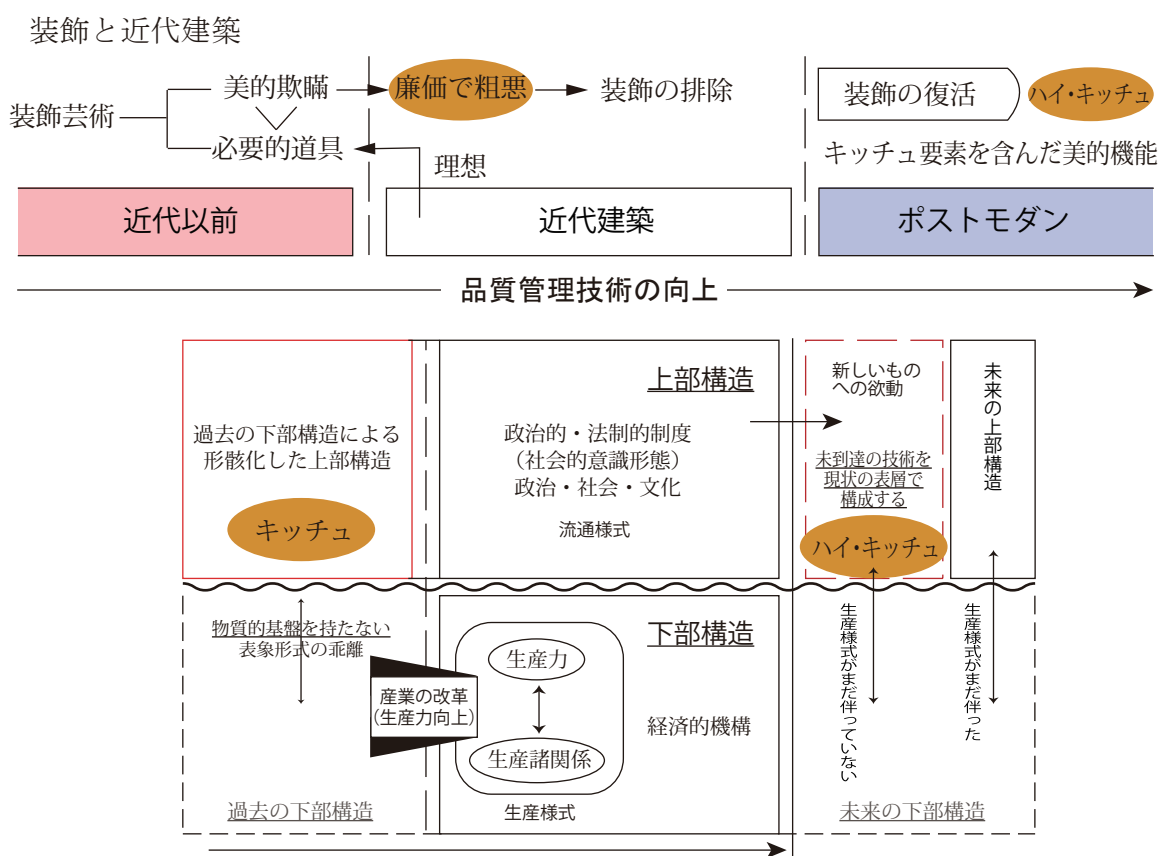 装飾と近代建築
装飾芸術
美的欺瞞
必要的道具
廉価で粗悪
装飾の排除
理想
装飾の復活
ハイ・キッチュ
キッチュ要素を含んだ美的機能
近代以前
近代建築
ポストモダン
品質管理技術の向上
過去の下部構造による
形骸化した上部構造
キッチュ
上部構造
政治的・法制的制度
（社会的意識形態）
政治・社会・文化
流通様式
新しいもの
への欲動
未到達の技術を
現状の表層で
構成する
ハイ・キッチュ
未来の上部構造
物質的基盤を持たない
表象形式の乖離
過去の下部構造
産業の改革
（生産力向上）
下部構造
生産力
生産諸関係
経済的機構
生産様式
生産様式がまだ伴っていない
生産様式がまだ伴った
未来の下部構造